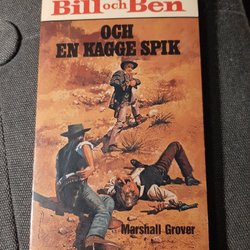 Bill och Ben
OCH
EN KAGGE SPIK
Marshall Grover